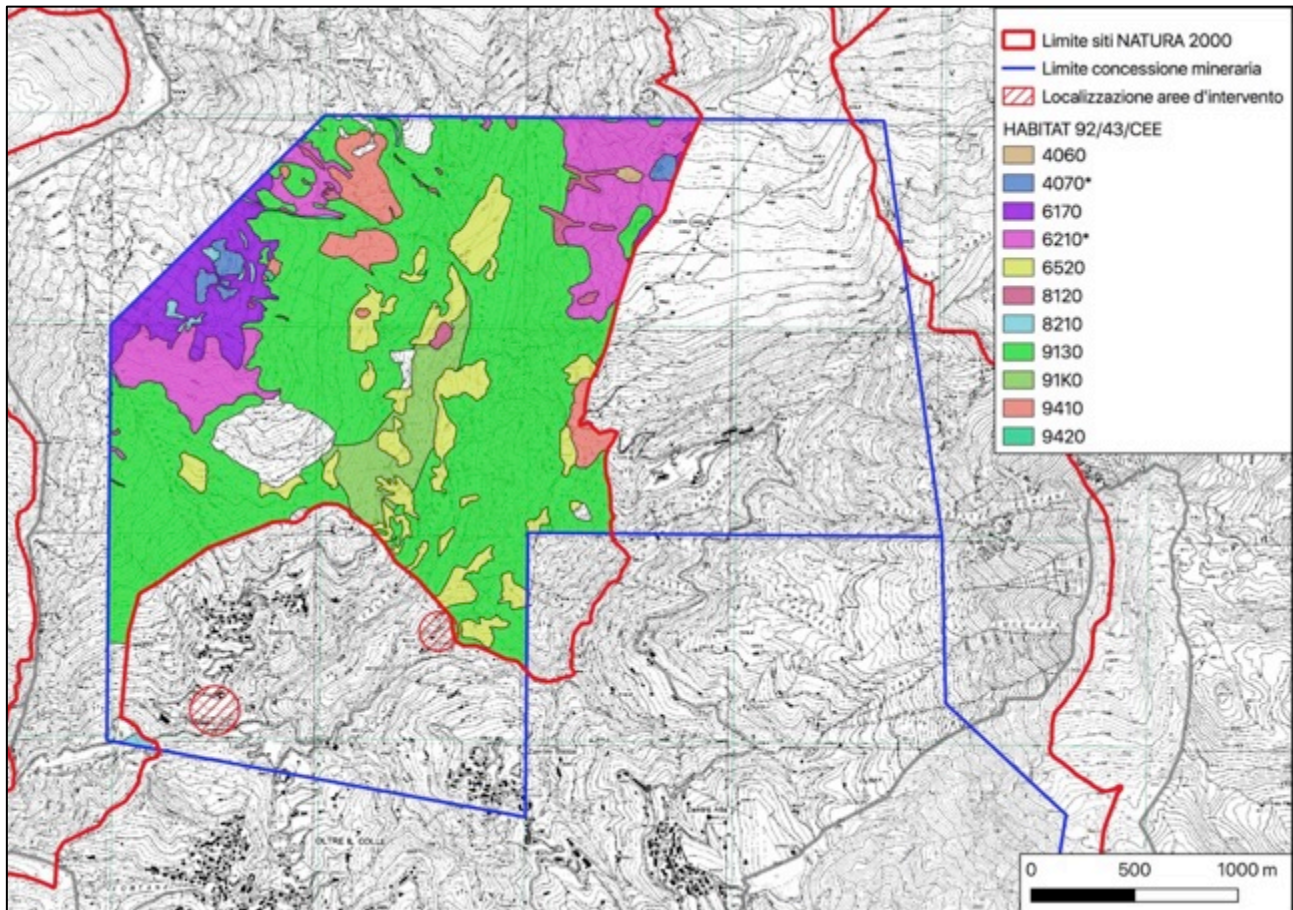 Limite siti NATURA 2000
Limite concessione mineraria
Localizzazione aree d'intervento
HABITAT 92/43/CEE
4060
4070*
6170
6210*
6520
8120
8210
9130
91K0
9410
9420
OLTRE IL COLLE
0 500 1000 m